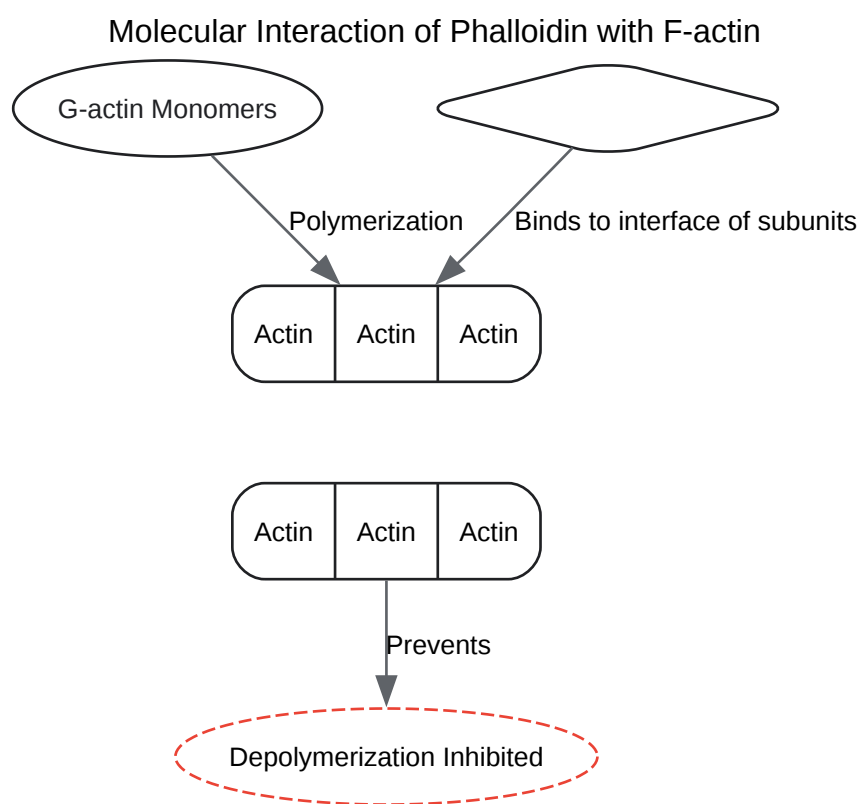 Molecular Interaction of Phalloidin with F-actin
G-actin Monomers
Polymerization
Binds to interface of subunits
Actin Actin Actin
Actin Actin Actin
Prevents
Depolymerization Inhibited